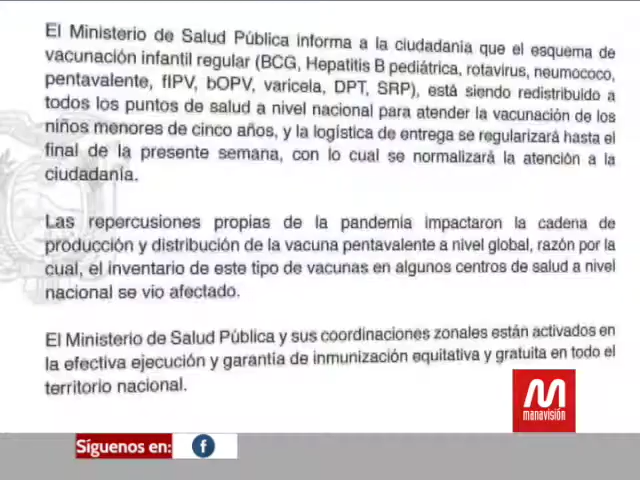 El Ministerio de Salud Pública informa a la ciudadanía que el esquema de
vacunación infantil regular (BCG, Hepatitis B pediátrica, rotavirus, neumococo,
pentavalente, fIPV, bOPV, varicela, DPT, SRP), está siendo redistribuido a
todos los puntos de salud a nivel nacional para atender la vacunación de los
niños menores de cinco años, y la logística de entrega se regularizará hasta el
final de la presente semana, con lo cual se normalizará la atención a la
ciudadanía.
Las repercusiones propias de la pandemia impactaron la cadena de
producción y distribución de la vacuna pentavalente a nivel global, razón por la
cual, el inventario de este tipo de vacunas en algunos centros de salud a nivel
nacional se vio afectado.
El Ministerio de Salud Pública y sus coordinaciones zonales están activados en
la efectiva ejecución y garantía de inmunización equitativa y gratuita en todo el
territorio nacional.
manavisión
Síguenos en: